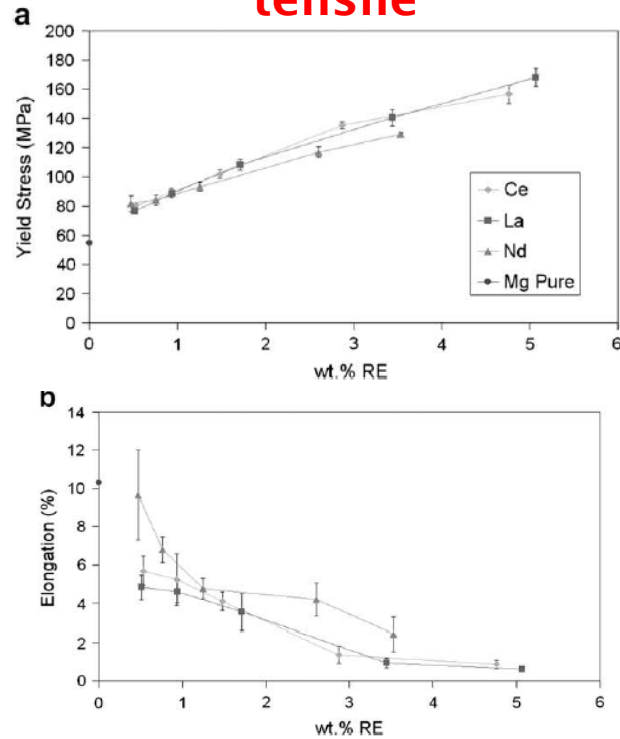 tensile
a
200
180
160
140
120
100
80
60
40
20
0
Yield Stress (MPa)
Ce
La
Nd
Mg Pure
0 1 2 3 4 5 6
wt.% RE
b
14
12
10
8
6
4
2
0
Elongation (%)
0 1 2 3 4 5 6
wt.% RE